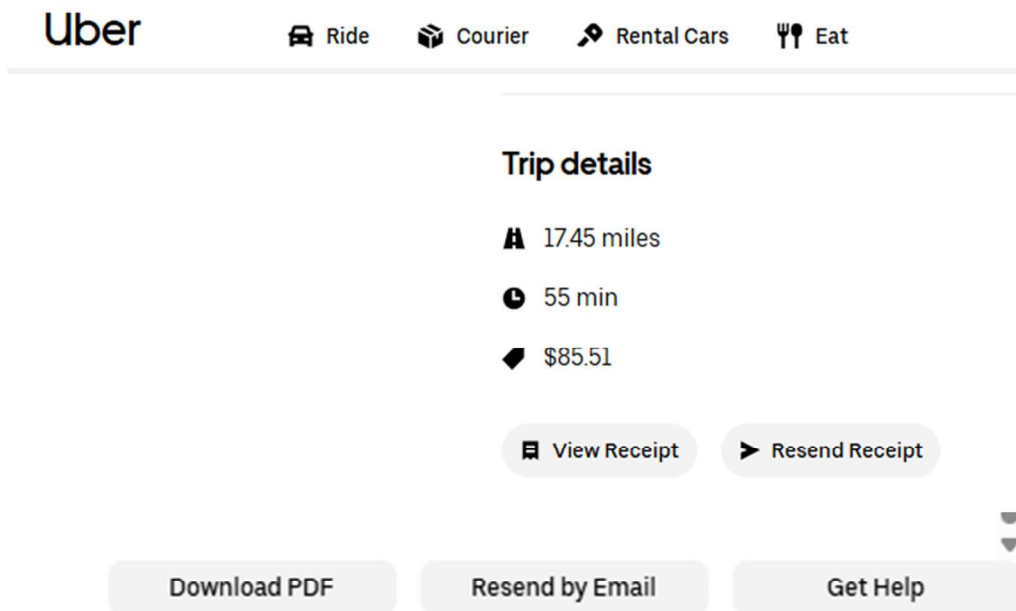 Uber Ride Courier Rental Cars Eat
Trip details
17.45 miles
55 min
$85.51
View Receipt Resend Receipt
Download PDF Resend by Email Get Help